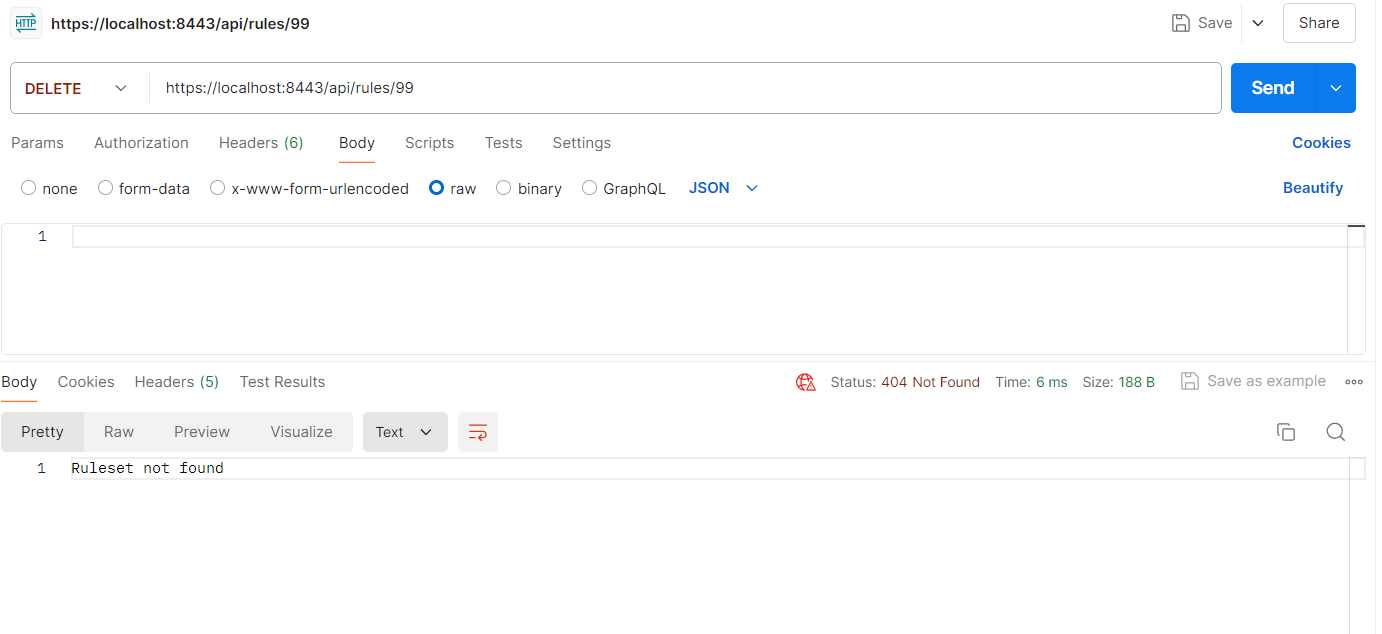 HTTP https://localhost:8443/api/rules/99 Save Share
DELETE https://localhost:8443/api/rules/99 Send
Params Authorization Headers (6) Body Scripts Tests Settings Cookies
none form-data x-www-form-urlencoded raw binary GraphQL JSON Beautify
1
Body Cookies Headers (5) Test Results Status: 404 Not Found Time: 6 ms Size: 188 B Save as example
Pretty Raw Preview Visualize Text
1 Ruleset not found